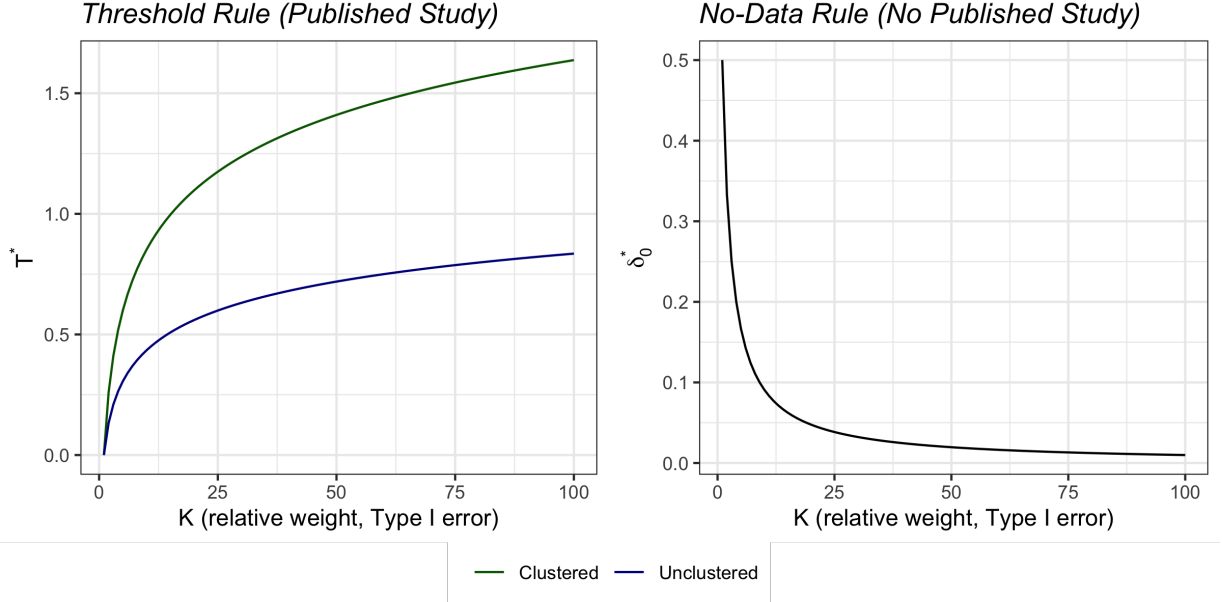 Threshold Rule (Published Study)
T*
1.5
1.0
0.5
0.0
0 25 50 75 100
K (relative weight, Type I error)
No-Data Rule (No Published Study)
δ₀*
0.5
0.4
0.3
0.2
0.1
0.0
0 25 50 75 100
K (relative weight, Type I error)
Clustered Unclustered